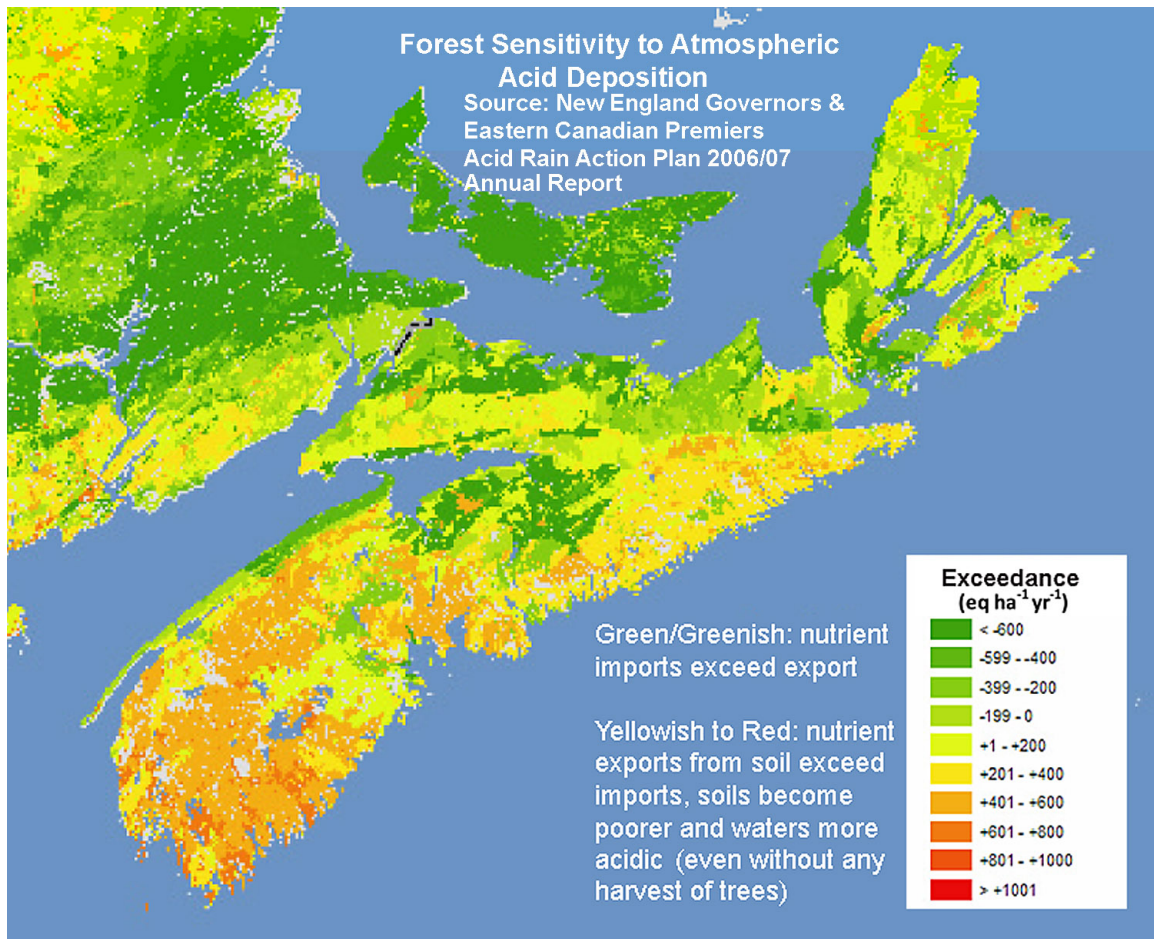 Forest Sensitivity to Atmospheric
Acid Deposition
Source: New England Governors &
Eastern Canadian Premiers
Acid Rain Action Plan 2006/07
Annual Report
Exceedance
(eq ha⁻¹ yr⁻¹)
< -600
-599 - -400
-399 - -200
-199 - 0
+1 - +200
+201 - +400
+401 - +600
+601 - +800
+801 - +1000
> +1001
Green/Greenish: nutrient
imports exceed export
Yellowish to Red: nutrient
exports from soil exceed
imports, soils become
poorer and waters more
acidic (even without any
harvest of trees)